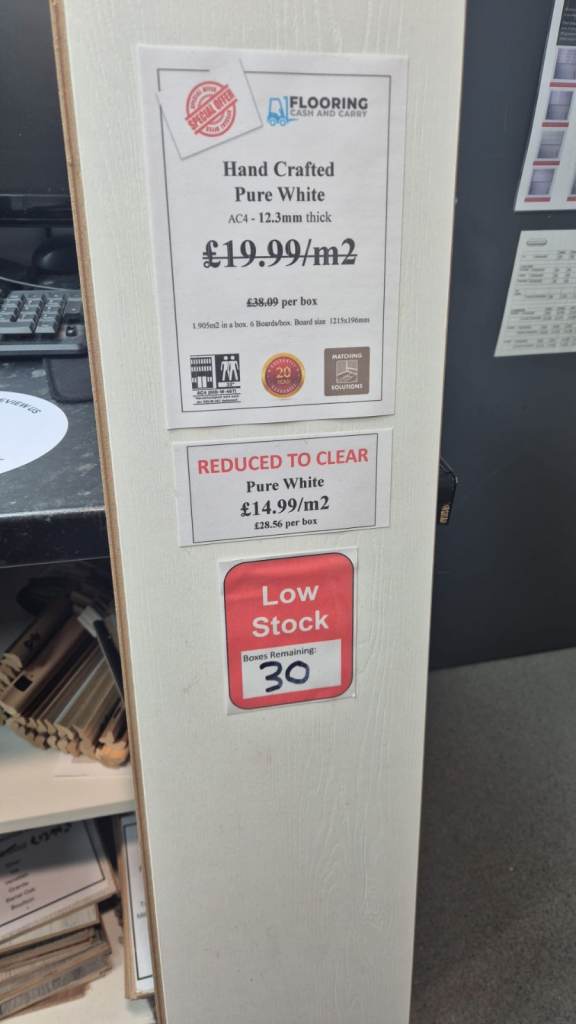 SPECIAL OFFER
FLOORING
CASH AND CARRY
Hand Crafted
Pure White
AC4 - 12.3mm thick
£19.99/m2
£38.09 per box
1.905m2 in a box. 6 Boards/box. Board size 1215x196mm
20
YEAR
MATCHING
SOLUTIONS
REDUCED TO CLEAR
Pure White
£14.99/m2
£28.56 per box
Low
Stock
Boxes Remaining:
30